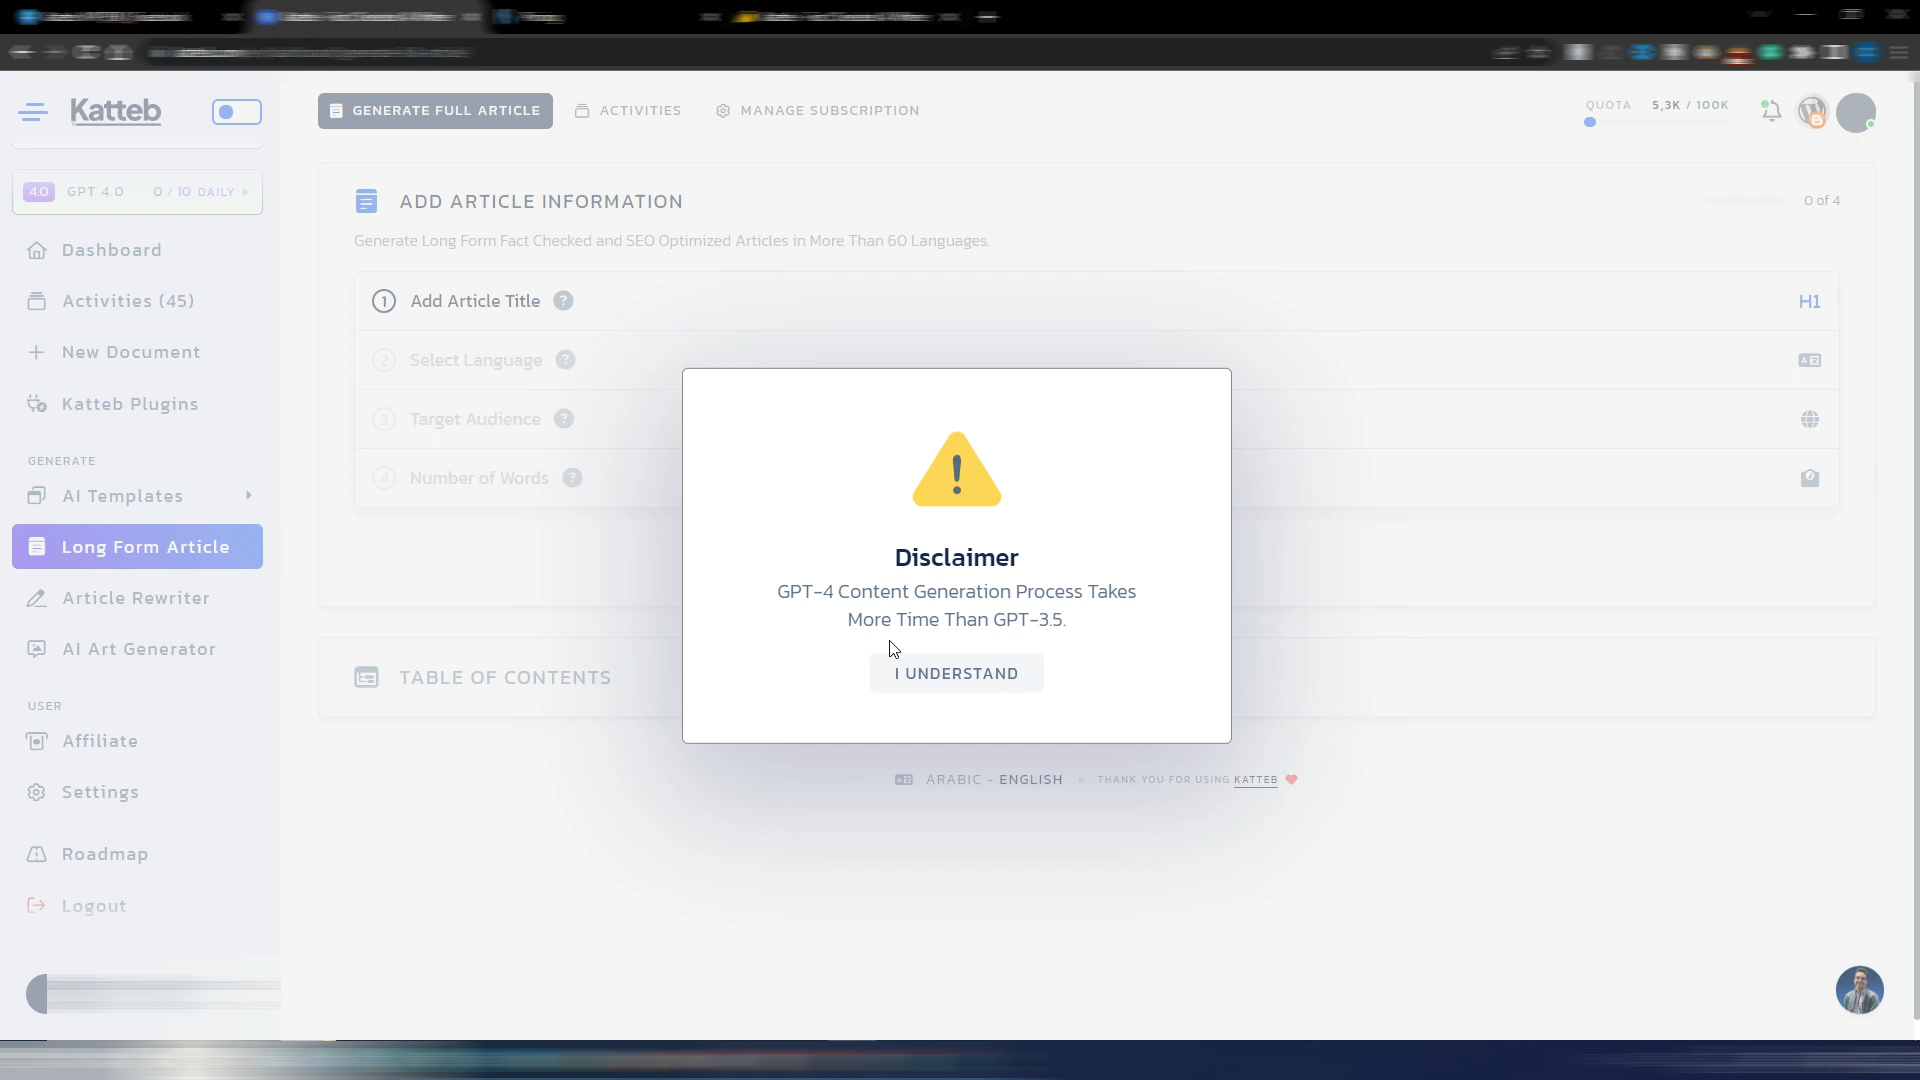 Katteb
GENERATE FULL ARTICLE
ACTIVITIES
MANAGE SUBSCRIPTION
QUOTA 5,3K / 100K
4.0 GPT 4.0 0 / 10 DAILY
Dashboard
Activities (45)
New Document
Katteb Plugins
GENERATE
AI Templates
Long Form Article
Article Rewriter
AI Art Generator
USER
Affiliate
Settings
Roadmap
Logout
ADD ARTICLE INFORMATION
0 of 4
Generate Long Form Fact Checked and SEO Optimized Articles in More Than 60 Languages.
1 Add Article Title ?
H1
2 Select Language ?
3 Target Audience ?
4 Number of Words ?
Disclaimer
GPT-4 Content Generation Process Takes
More Time Than GPT-3.5.
I UNDERSTAND
TABLE OF CONTENTS
ARABIC - ENGLISH THANK YOU FOR USING KATTEB